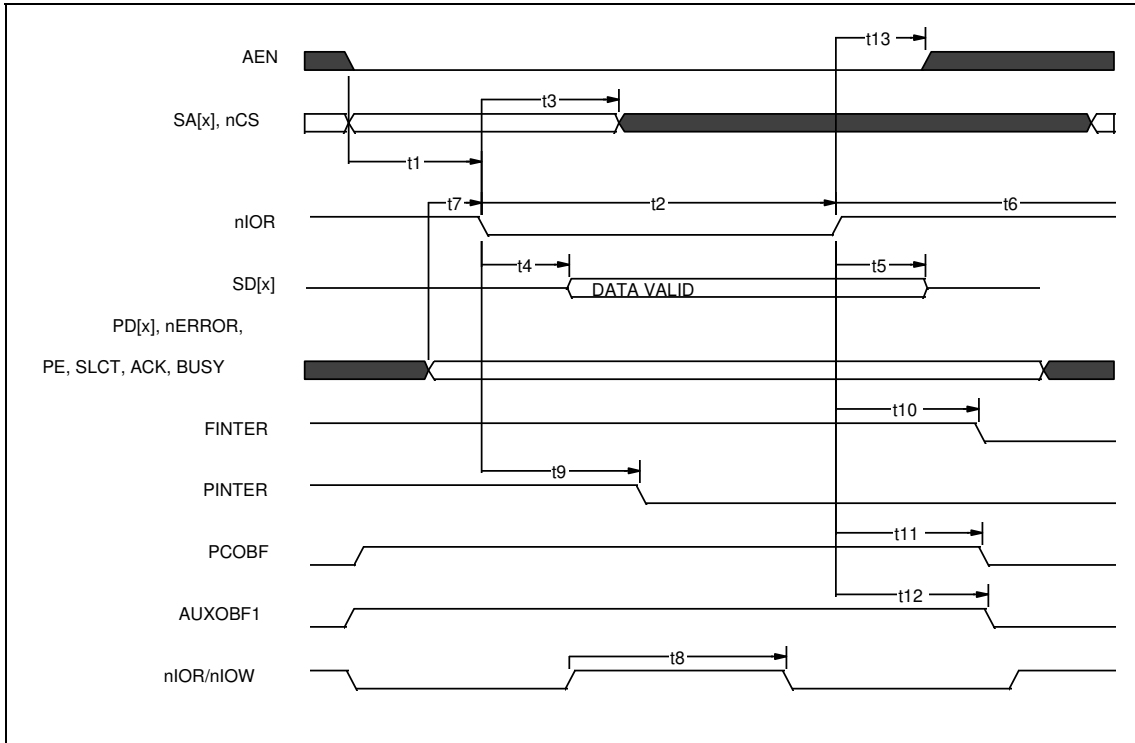 AEN
t13
t3
SA[x], nCS
t1
t7
t2
t6
nIOR
t4
t5
SD[x]
DATA VALID
PD[x], nERROR,
PE, SLCT, ACK, BUSY
t10
FINTER
t9
PINTER
t11
PCOBF
t12
AUXOBF1
t8
nIOR/nIOW